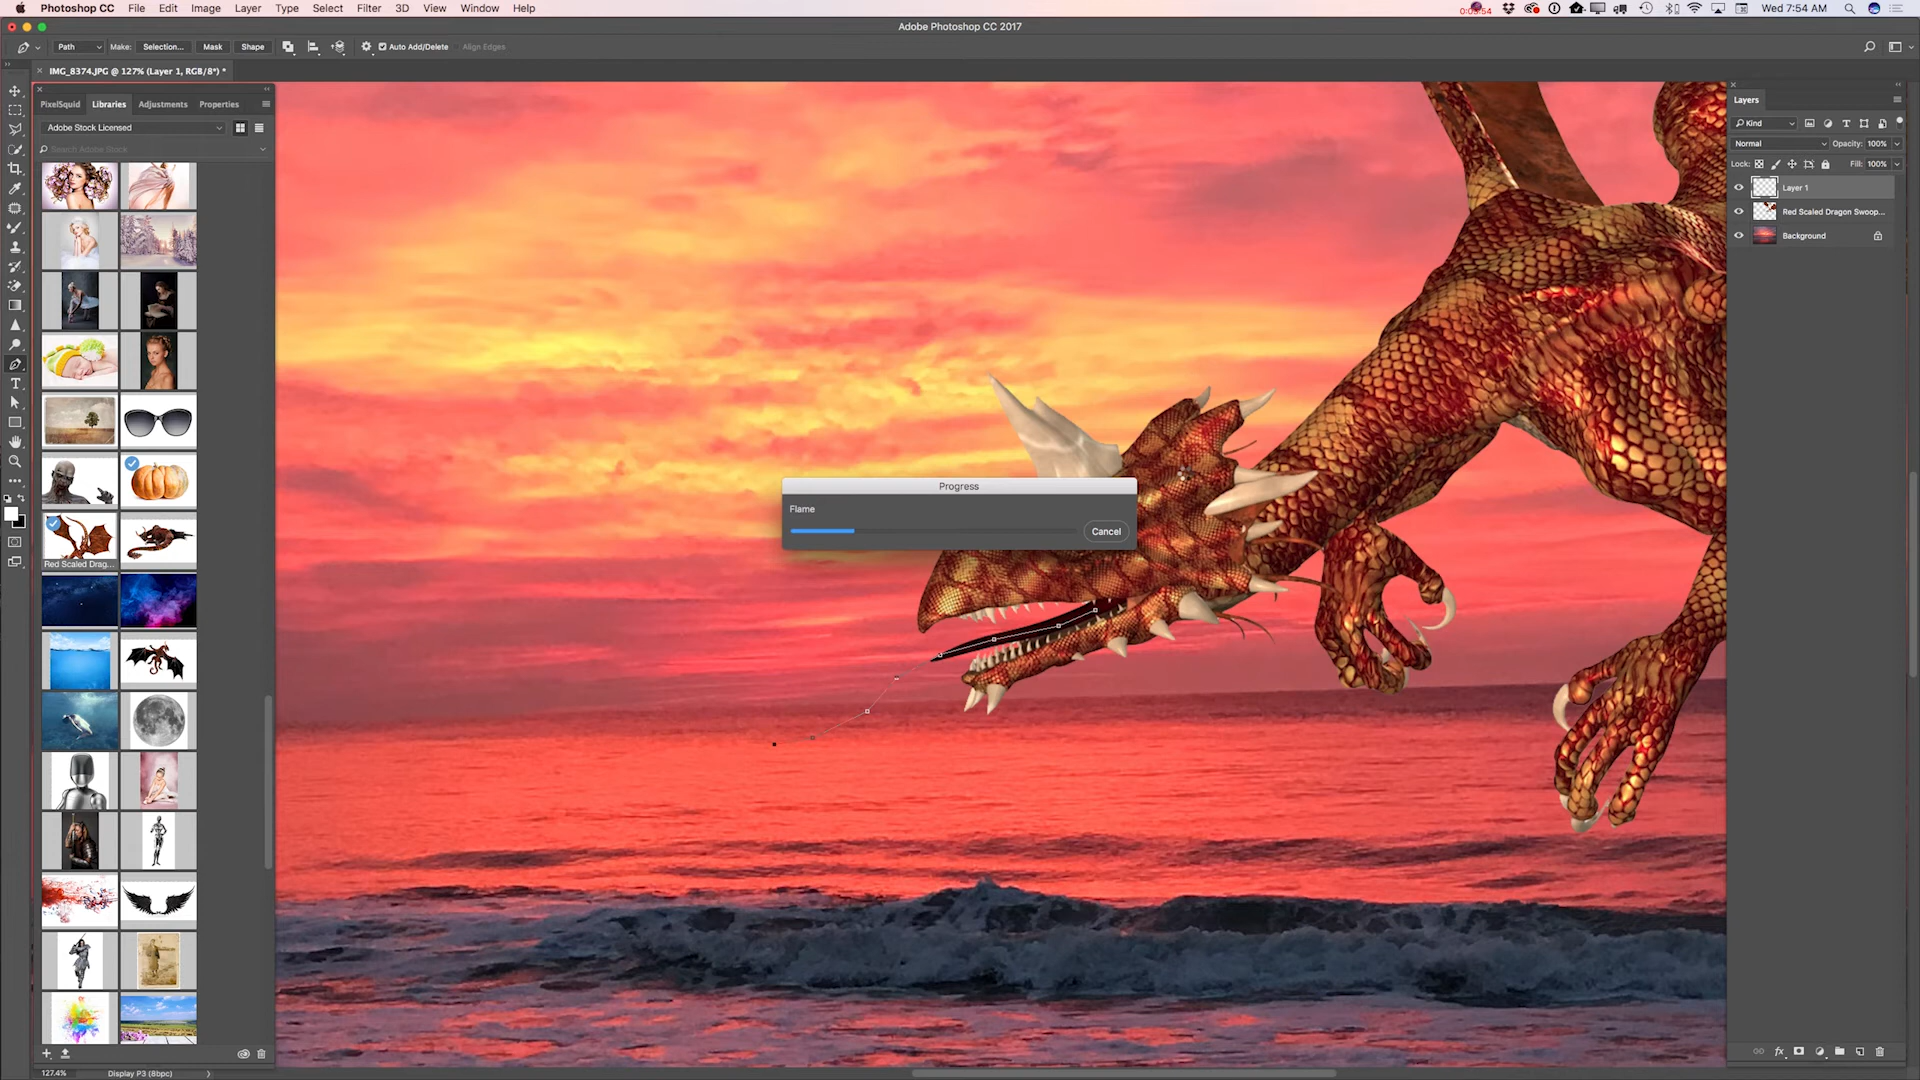 Photoshop CC File Edit Image Layer Type Select Filter 3D View Window Help
Wed 7:54 AM
Adobe Photoshop CC 2017
Path Make: Selection... Mask Shape Auto Add/Delete Align Edges
IMG_8374.JPG @ 127% (Layer 1, RGB/8*) *
PixelSquid Libraries Adjustments Properties
Adobe Stock Licensed
Search Adobe Stock
Red Scaled Drag...
127.4% Display P3 (8bpc)
Progress
Flame
Cancel
Layers
Kind
Normal Opacity: 100%
Lock: Fill: 100%
Layer 1
Red Scaled Dragon Swoop...
Background